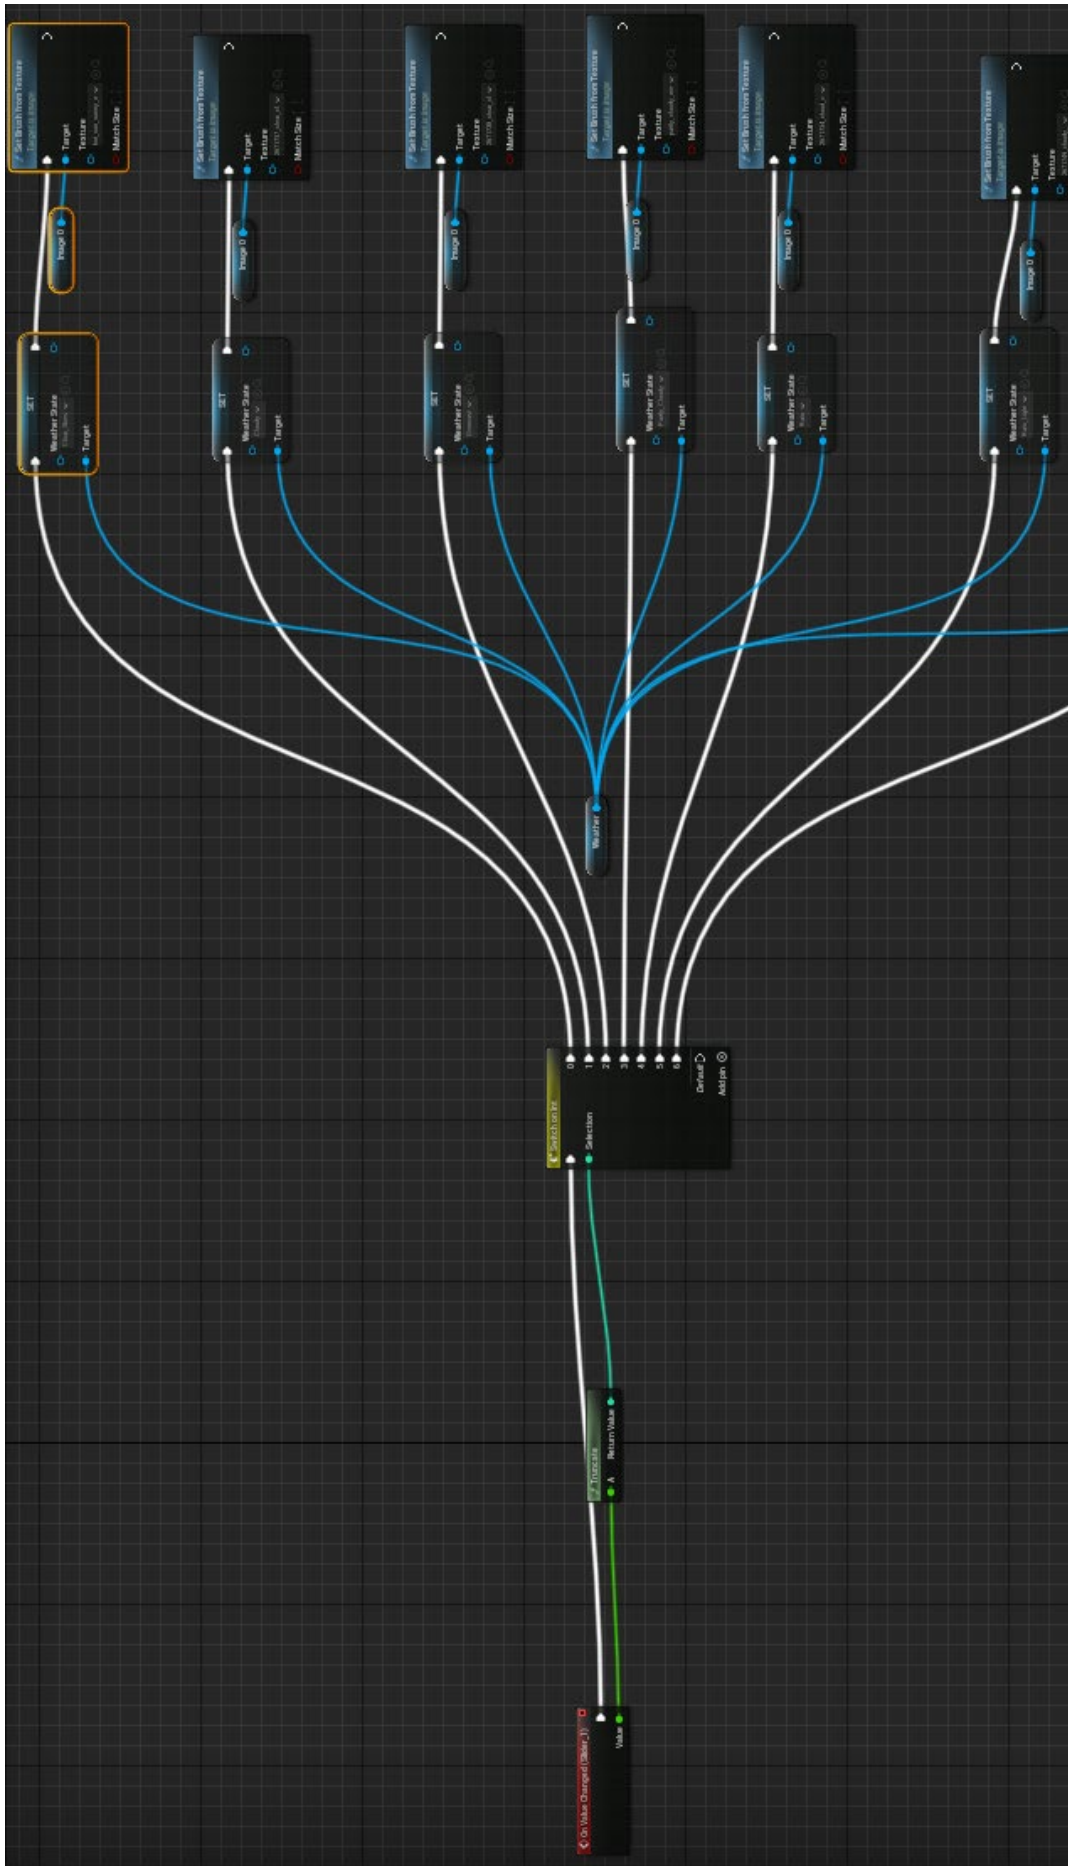 On Value Changed (Slider_1)
Value
Truncate
A
Return Value
Switch on Int
Selection
0
1
2
3
4
5
6
Default
Add pin
Weather
SET
Weather State
Target
Image 0
Set Brush from Texture
Target is Image
Target
Texture
Match Size
SET
Weather State
Cloudy
Target
Image 0
Set Brush from Texture
Target is Image
Target
Texture
Match Size
SET
Weather State
Target
Image 0
Set Brush from Texture
Target is Image
Target
Texture
Match Size
SET
Weather State
Partly_Cloudy
Target
Image 0
Set Brush from Texture
Target is Image
Target
Texture
Match Size
SET
Weather State
Rain
Target
Image 0
Set Brush from Texture
Target is Image
Target
Texture
Match Size
SET
Weather State
Rain_Light
Target
Image 0
Set Brush from Texture
Target is Image
Target
Texture